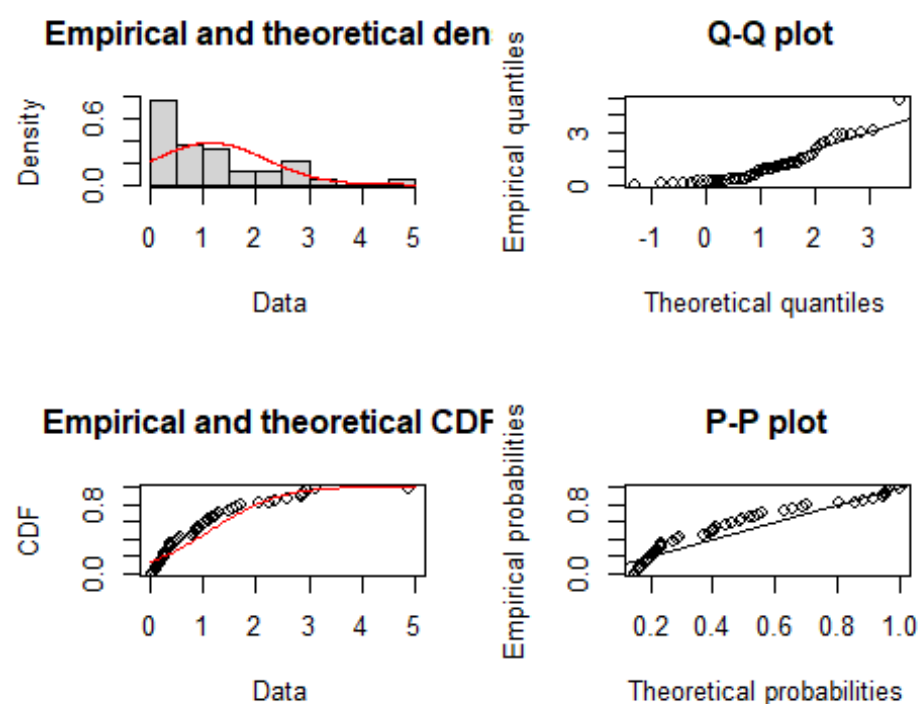 Empirical and theoretical den
Density
0.0 0.6
0 1 2 3 4 5
Data
Q-Q plot
Empirical quantiles
0 3
-1 0 1 2 3
Theoretical quantiles
Empirical and theoretical CDF
CDF
0.0 0.8
0 1 2 3 4 5
Data
P-P plot
Empirical probabilities
0.0 0.8
0.2 0.4 0.6 0.8 1.0
Theoretical probabilities